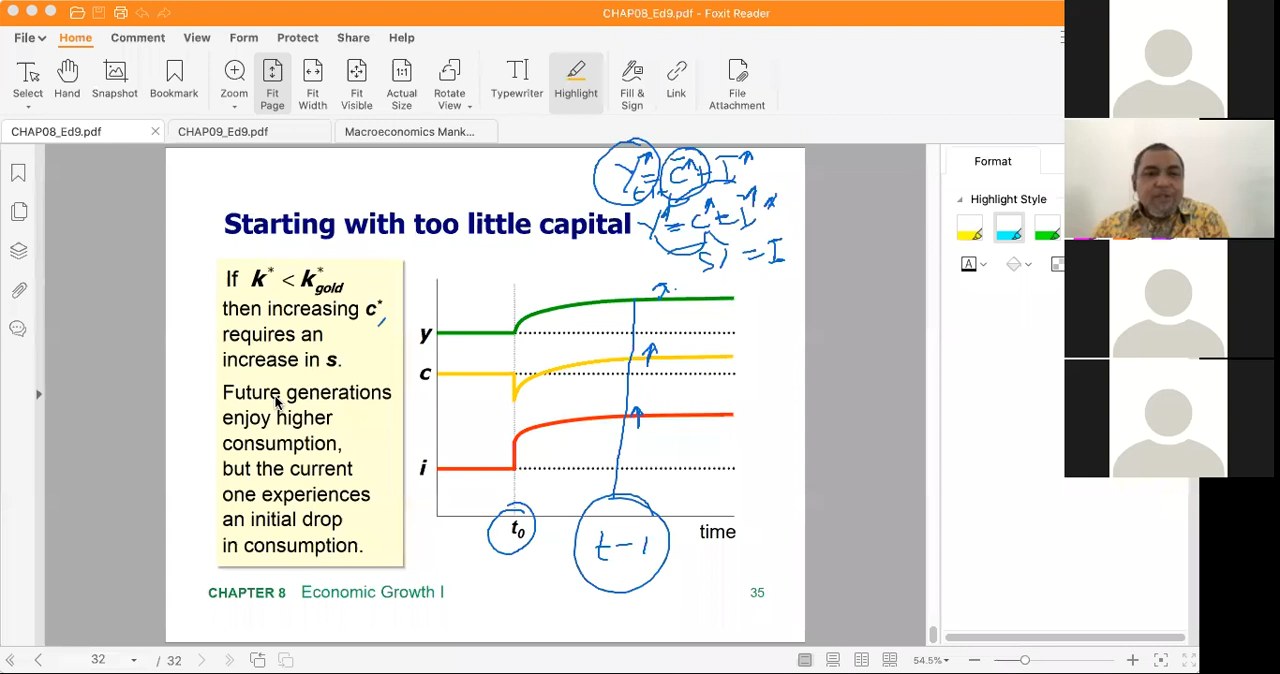 CHAP08_Ed9.pdf - Foxit Reader
File Home Comment View Form Protect Share Help
Select Hand Snapshot Bookmark Zoom Fit Page Fit Width Fit Visible Actual Size Rotate View Typewriter Highlight Fill & Sign Link File Attachment
CHAP08_Ed9.pdf CHAP09_Ed9.pdf Macroeconomics Mank...
Format
Highlight Style
Y = C + I
Y = C + I
S) = I
Starting with too little capital
If k* < k*gold
then increasing c*
requires an
increase in s.
Future generations
enjoy higher
consumption,
but the current
one experiences
an initial drop
in consumption.
y
c
i
t0
t-1
time
CHAPTER 8 Economic Growth I 35
32 / 32 54.5%